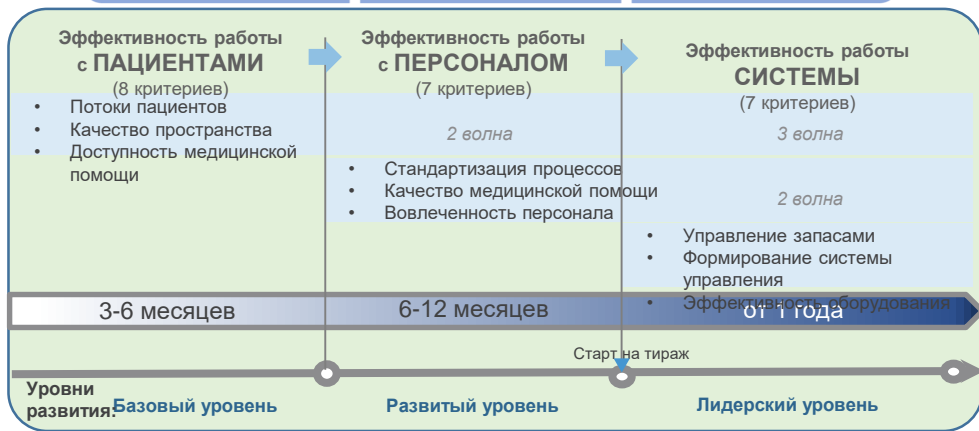 Эффективность работы
с ПАЦИЕНТАМИ
(8 критериев)
• Потоки пациентов
• Качество пространства
• Доступность медицинской
помощи
Эффективность работы
с ПЕРСОНАЛОМ
(7 критериев)
2 волна
• Стандартизация процессов
• Качество медицинской помощи
• Вовлеченность персонала
Эффективность работы
СИСТЕМЫ
(7 критериев)
3 волна
2 волна
• Управление запасами
• Формирование системы
управления
• Эффективность оборудования
3-6 месяцев
6-12 месяцев
от 1 года
Старт на тираж
Уровни
развития:
Базовый уровень
Развитый уровень
Лидерский уровень